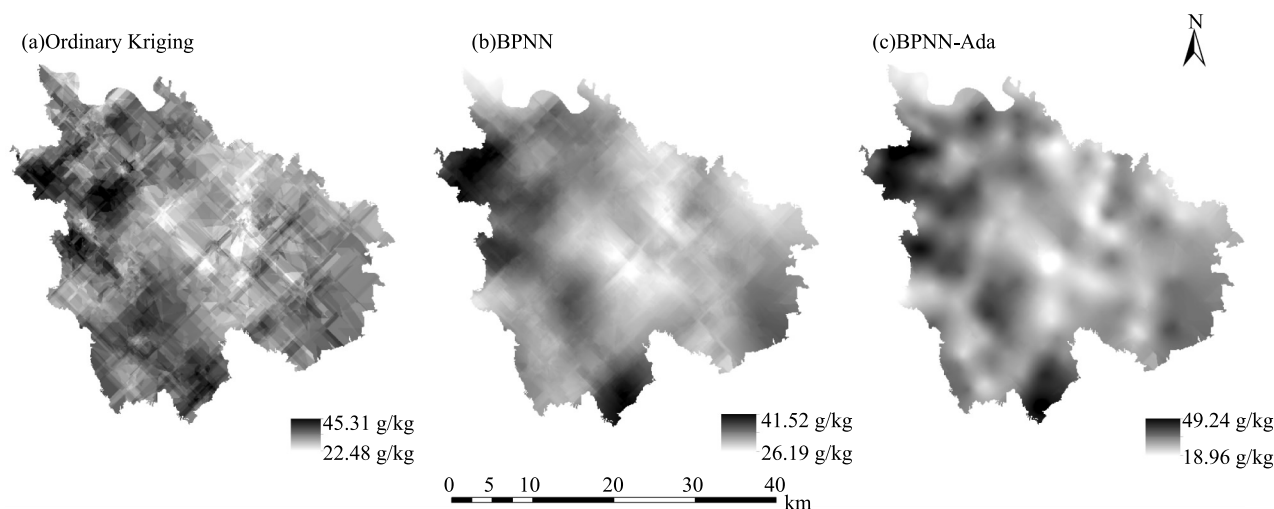 (a)Ordinary Kriging
(b)BPNN
(c)BPNN-Ada
N
45.31 g/kg
22.48 g/kg
41.52 g/kg
26.19 g/kg
49.24 g/kg
18.96 g/kg
0 5 10 20 30 40
km